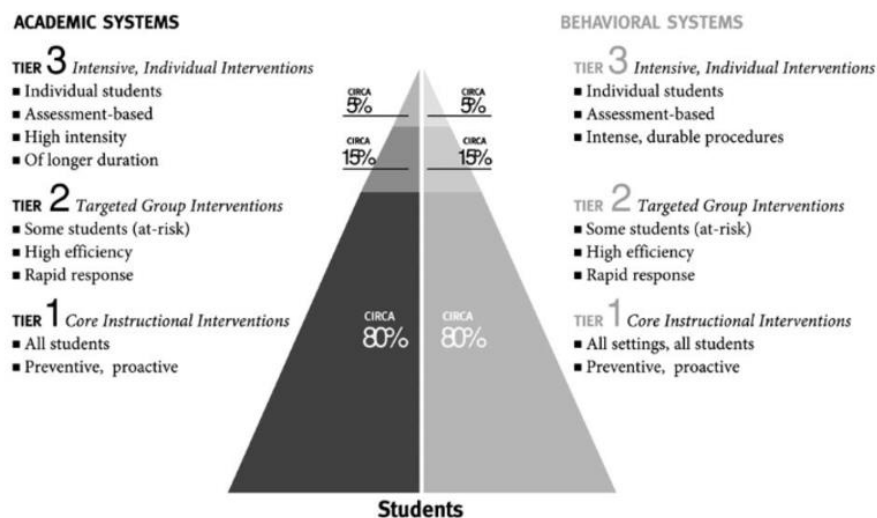 ACADEMIC SYSTEMS
TIER 3 Intensive, Individual Interventions
■ Individual students
■ Assessment-based
■ High intensity
■ Of longer duration
TIER 2 Targeted Group Interventions
■ Some students (at-risk)
■ High efficiency
■ Rapid response
TIER 1 Core Instructional Interventions
■ All students
■ Preventive, proactive
CIRCA
5%
CIRCA
15%
CIRCA
80%
CIRCA
5%
CIRCA
15%
CIRCA
80%
Students
BEHAVIORAL SYSTEMS
TIER 3 Intensive, Individual Interventions
■ Individual students
■ Assessment-based
■ Intense, durable procedures
TIER 2 Targeted Group Interventions
■ Some students (at-risk)
■ High efficiency
■ Rapid response
TIER 1 Core Instructional Interventions
■ All settings, all students
■ Preventive, proactive